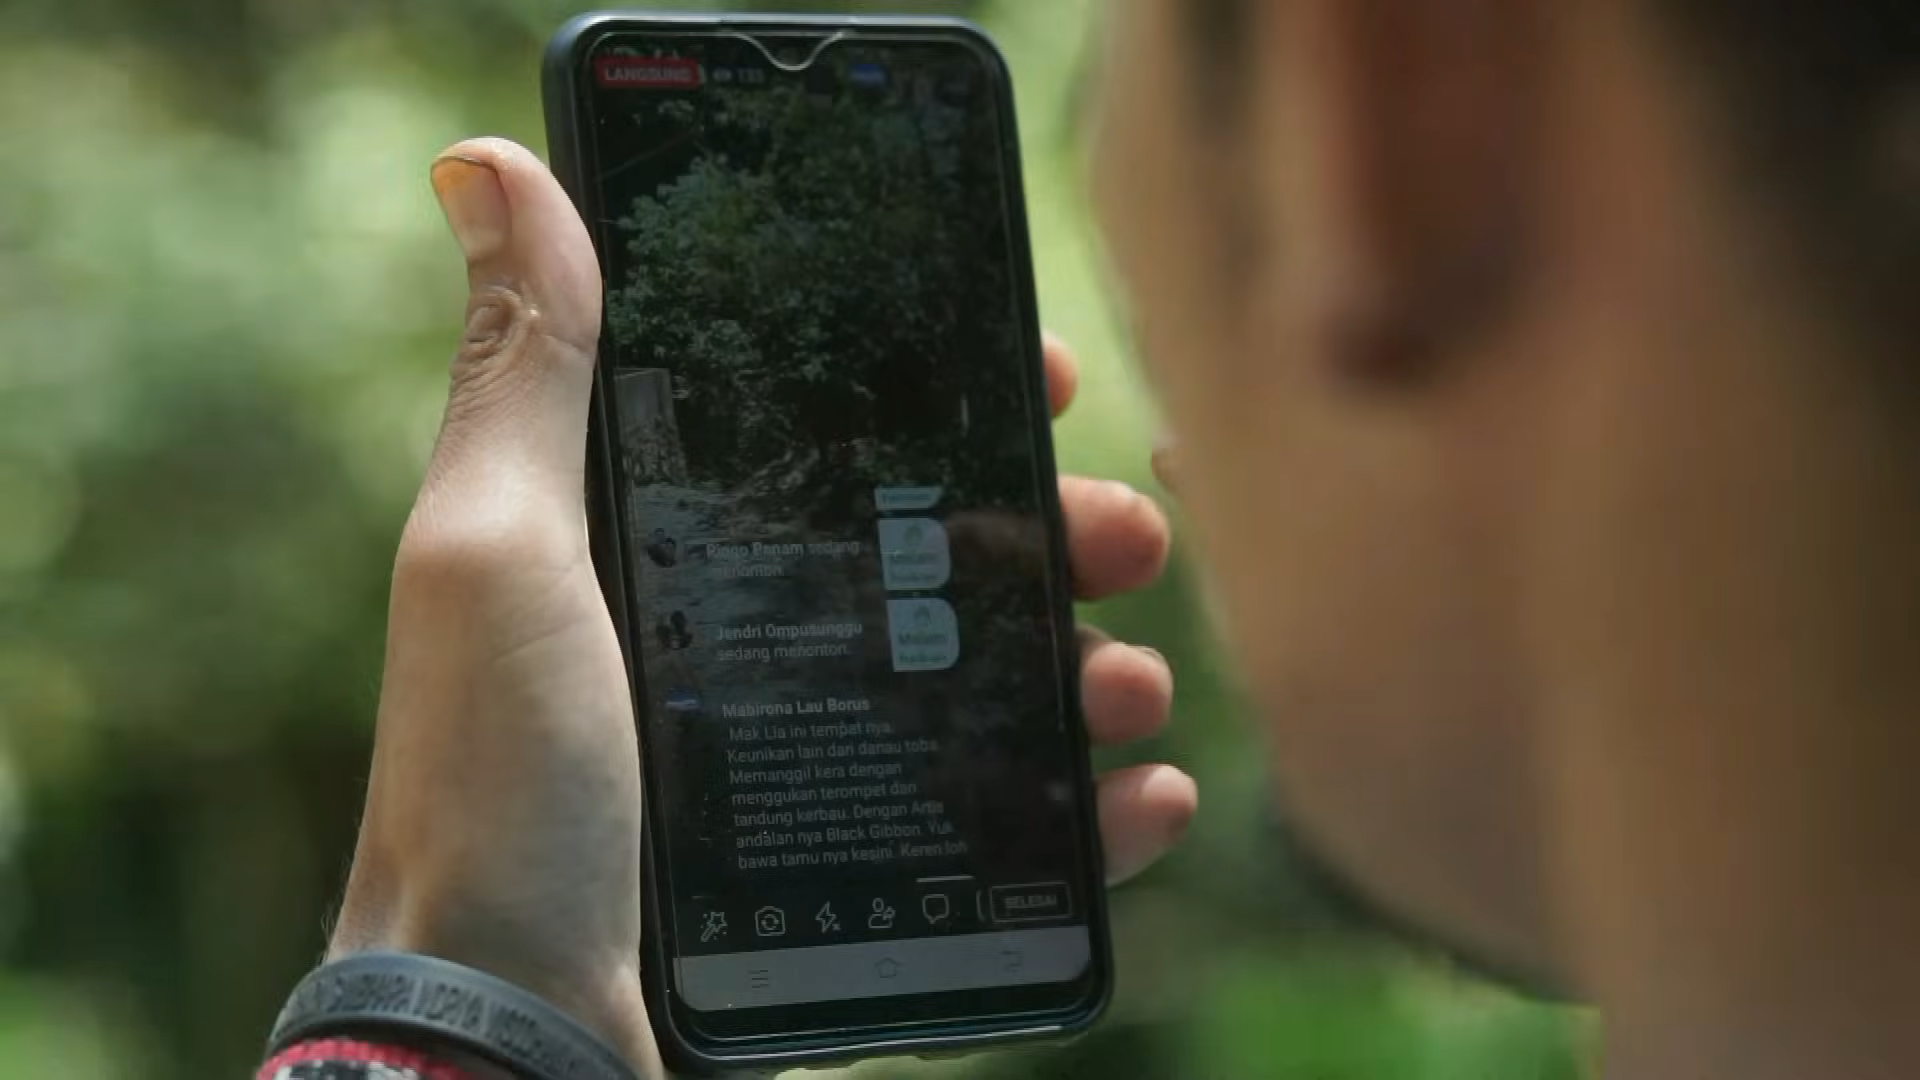 LANGSUNG 133
Ringo Panam sedang
menonton.
Jendri Ompusunggu
sedang menonton.
Mabirona Lau Borus
Mak Lia ini tempat nya.
Keunikan lain dari danau toba
Memanggil kera dengan
menggukan terompet dan
tandung kerbau. Dengan Artis
andalan nya Black Gibbon. Yuk
bawa tamu nya kesini. Keren loh
SELESAI